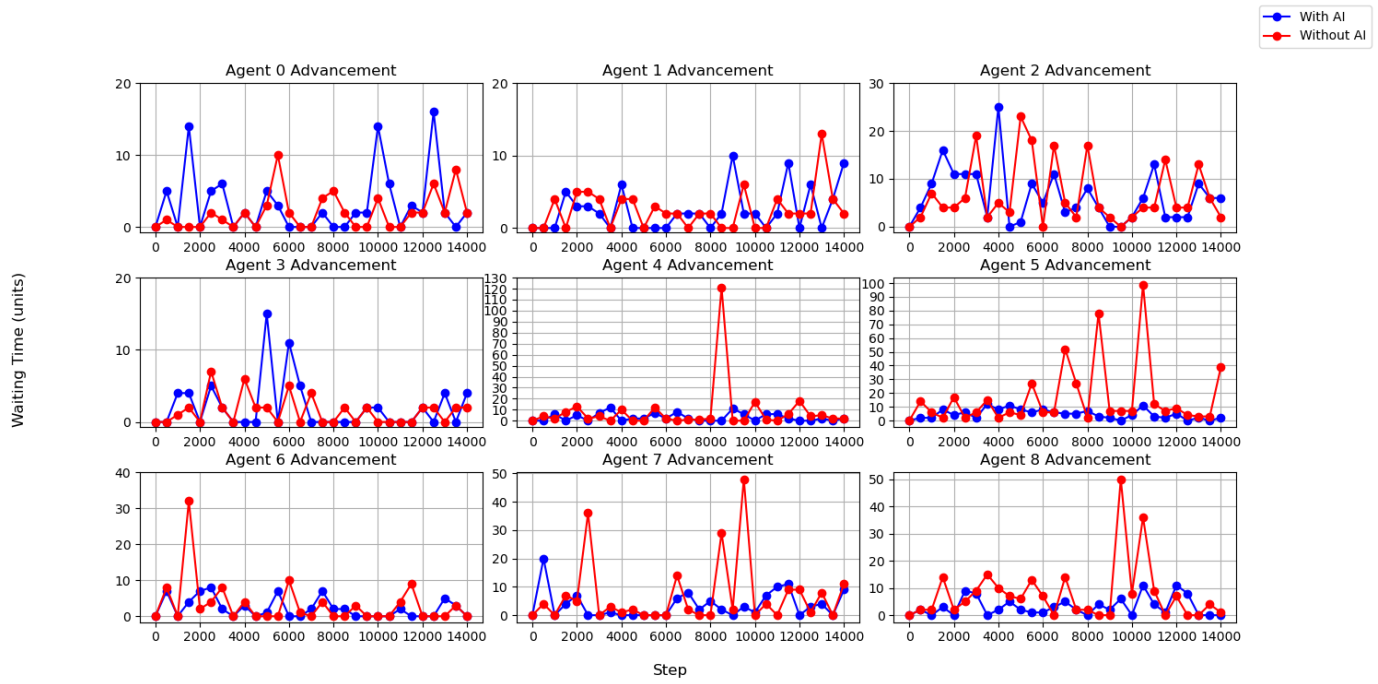 With AI
Without AI
Agent 0 Advancement
Agent 1 Advancement
Agent 2 Advancement
20
10
0
0 2000 4000 6000 8000 10000 12000 14000
20
10
0
0 2000 4000 6000 8000 10000 12000 14000
30
20
10
0
0 2000 4000 6000 8000 10000 12000 14000
Waiting Time (units)
Agent 3 Advancement
Agent 4 Advancement
Agent 5 Advancement
20
10
0
0 2000 4000 6000 8000 10000 12000 14000
130
120
110
100
90
80
70
60
50
40
30
20
10
0
0 2000 4000 6000 8000 10000 12000 14000
100
90
80
70
60
50
40
30
20
10
0
0 2000 4000 6000 8000 10000 12000 14000
Agent 6 Advancement
Agent 7 Advancement
Agent 8 Advancement
40
30
20
10
0
0 2000 4000 6000 8000 10000 12000 14000
50
40
30
20
10
0
0 2000 4000 6000 8000 10000 12000 14000
50
40
30
20
10
0
0 2000 4000 6000 8000 10000 12000 14000
Step